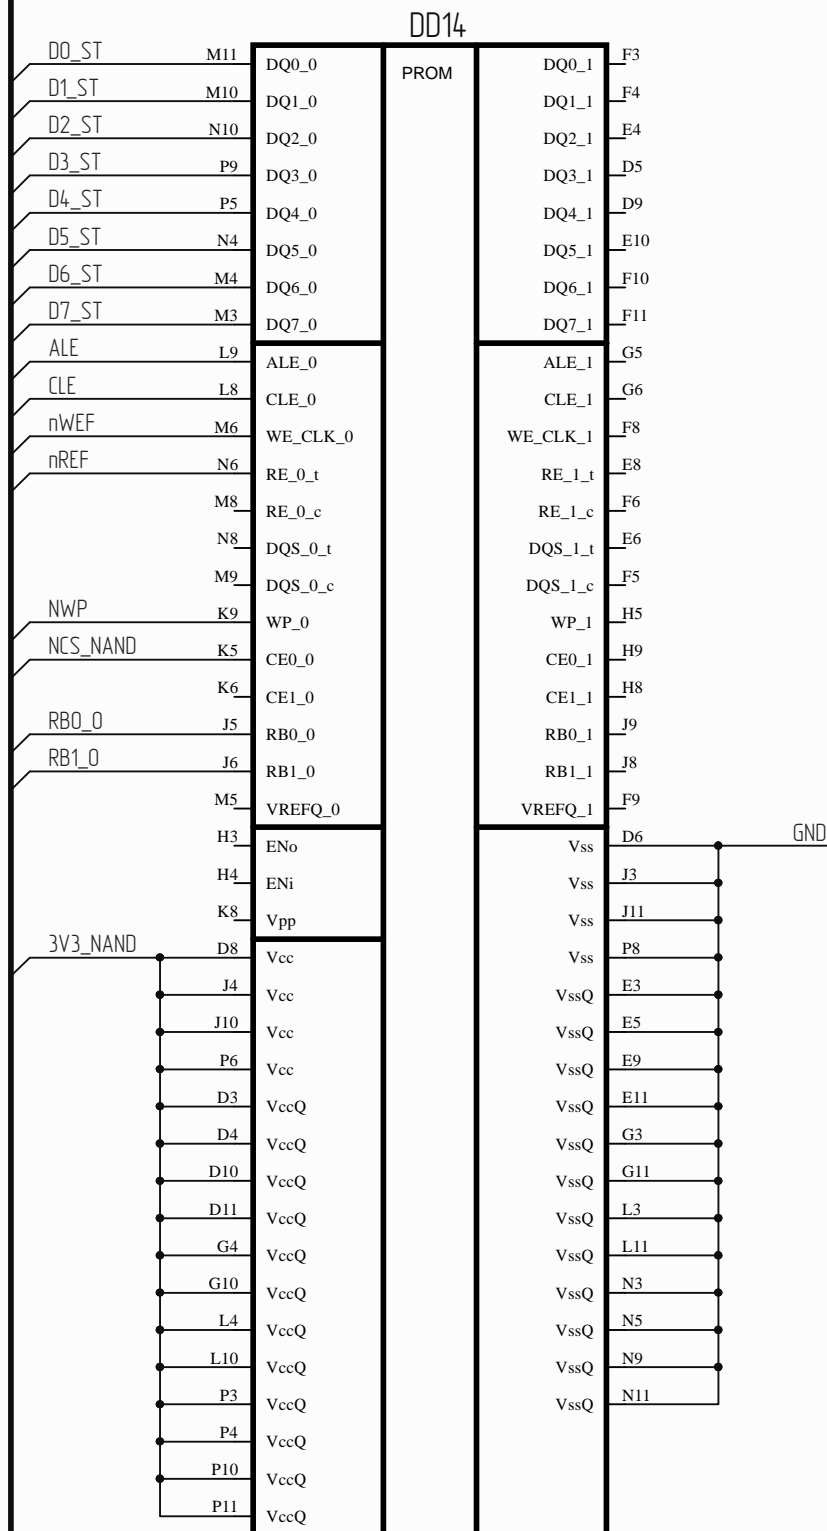 DD14
D0_ST M11 DQ0_0 PROM DQ0_1 F3
D1_ST M10 DQ1_0 DQ1_1 F4
D2_ST N10 DQ2_0 DQ2_1 E4
D3_ST P9 DQ3_0 DQ3_1 D5
D4_ST P5 DQ4_0 DQ4_1 D9
D5_ST N4 DQ5_0 DQ5_1 E10
D6_ST M4 DQ6_0 DQ6_1 F10
D7_ST M3 DQ7_0 DQ7_1 F11
ALE L9 ALE_0 ALE_1 G5
CLE L8 CLE_0 CLE_1 G6
nWEF M6 WE_CLK_0 WE_CLK_1 F8
nREF N6 RE_0_t RE_1_t E8
M8 RE_0_c RE_1_c F6
N8 DQS_0_t DQS_1_t E6
M9 DQS_0_c DQS_1_c F5
NWP K9 WP_0 WP_1 H5
NCS_NAND K5 CE0_0 CE0_1 H9
K6 CE1_0 CE1_1 H8
RB0_0 J5 RB0_0 RB0_1 J9
RB1_0 J6 RB1_0 RB1_1 J8
M5 VREFQ_0 VREFQ_1 F9
H3 ENo Vss D6 GND
H4 ENi Vss J3
K8 Vpp Vss J11
3V3_NAND D8 Vcc Vss P8
J4 Vcc VssQ E3
J10 Vcc VssQ E5
P6 Vcc VssQ E9
D3 VccQ VssQ E11
D4 VccQ VssQ G3
D10 VccQ VssQ G11
D11 VccQ VssQ L3
G4 VccQ VssQ L11
G10 VccQ VssQ N3
L4 VccQ VssQ N5
L10 VccQ VssQ N9
P3 VccQ VssQ N11
P4 VccQ
P10 VccQ
P11 VccQ